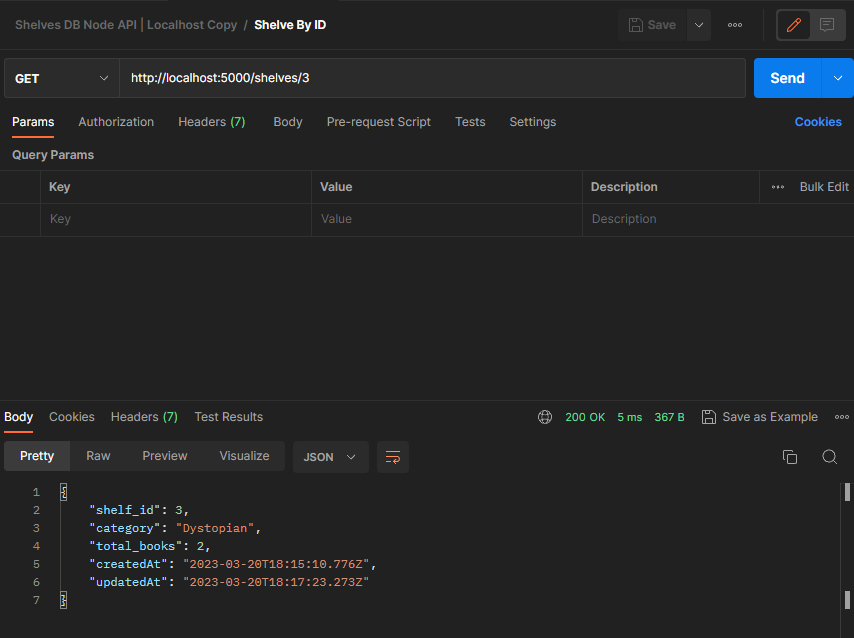 Shelves DB Node API | Localhost Copy / Shelve By ID
Save
GET
http://localhost:5000/shelves/3
Send
Params Authorization Headers (7) Body Pre-request Script Tests Settings Cookies
Query Params
Key Value Description Bulk Edit
Key Value Description
Body Cookies Headers (7) Test Results 200 OK 5 ms 367 B Save as Example
Pretty Raw Preview Visualize JSON
1 {
2 "shelf_id": 3,
3 "category": "Dystopian",
4 "total_books": 2,
5 "createdAt": "2023-03-20T18:15:10.776Z",
6 "updatedAt": "2023-03-20T18:17:23.273Z"
7 }